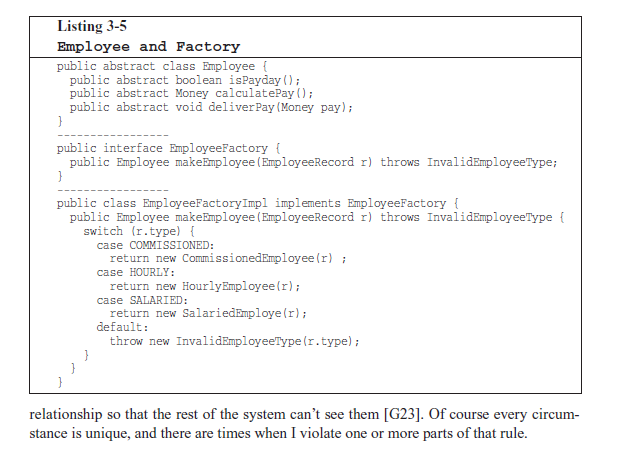 Listing 3-5
Employee and Factory
public abstract class Employee {
public abstract boolean isPayday();
public abstract Money calculatePay();
public abstract void deliverPay(Money pay);
}
-----------------
public interface EmployeeFactory {
public Employee makeEmployee(EmployeeRecord r) throws InvalidEmployeeType;
}
-----------------
public class EmployeeFactoryImpl implements EmployeeFactory {
public Employee makeEmployee(EmployeeRecord r) throws InvalidEmployeeType {
switch (r.type) {
case COMMISSIONED:
return new CommissionedEmployee(r) ;
case HOURLY:
return new HourlyEmployee(r);
case SALARIED:
return new SalariedEmploye(r);
default:
throw new InvalidEmployeeType(r.type);
}
}
}
relationship so that the rest of the system can’t see them [G23]. Of course every circum-
stance is unique, and there are times when I violate one or more parts of that rule.